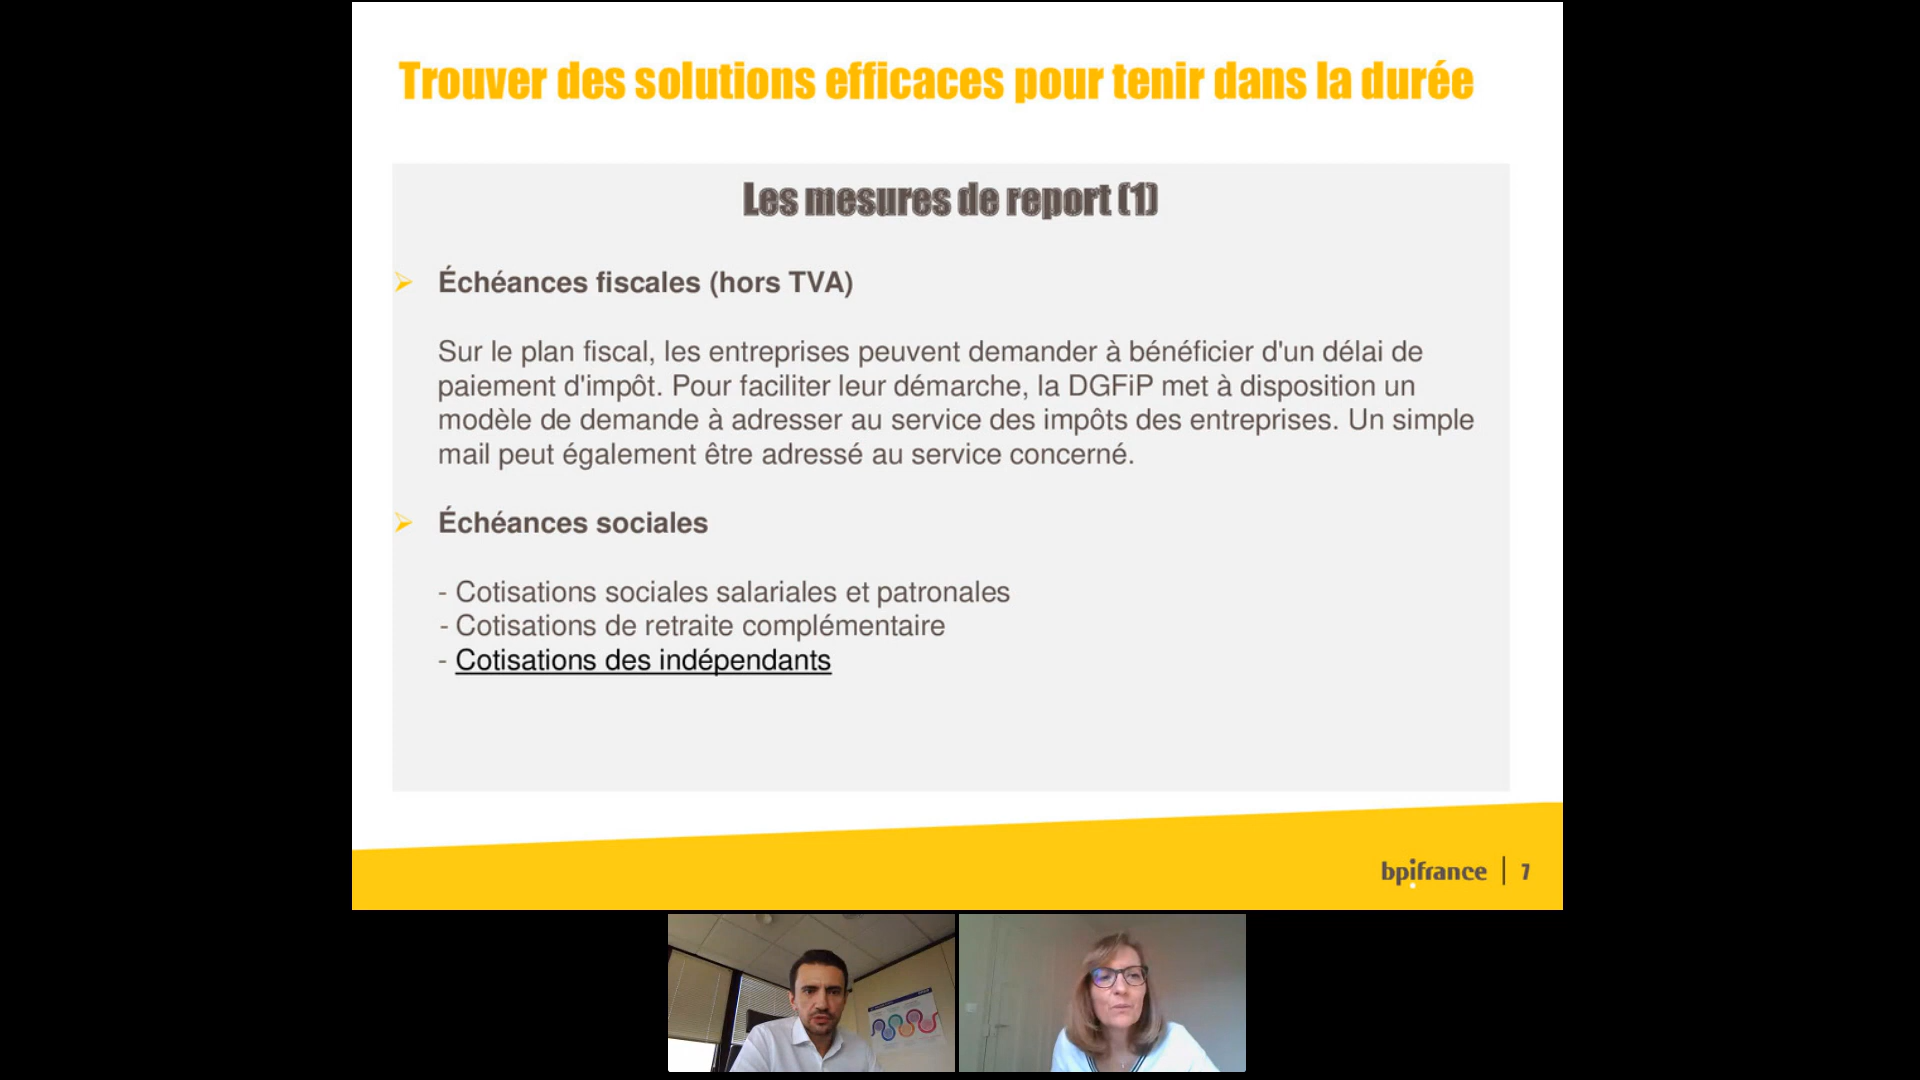 Trouver des solutions efficaces pour tenir dans la durée
Les mesures de report (1)
Échéances fiscales (hors TVA)
Sur le plan fiscal, les entreprises peuvent demander à bénéficier d'un délai de
paiement d'impôt. Pour faciliter leur démarche, la DGFiP met à disposition un
modèle de demande à adresser au service des impôts des entreprises. Un simple
mail peut également être adressé au service concerné.
Échéances sociales
- Cotisations sociales salariales et patronales
- Cotisations de retraite complémentaire
- Cotisations des indépendants
bpifrance | 7